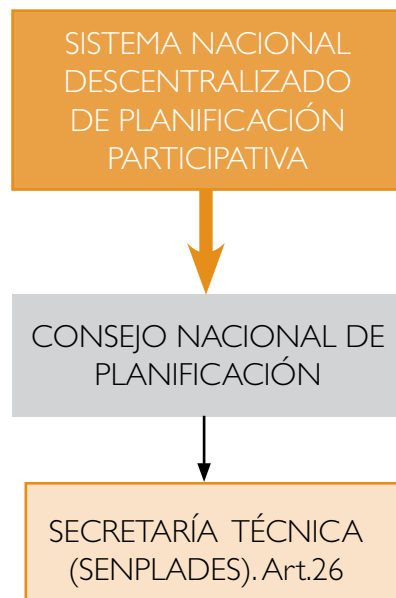 SISTEMA NACIONAL
DESCENTRALIZADO
DE PLANIFICACIÓN
PARTICIPATIVA
CONSEJO NACIONAL DE
PLANIFICACIÓN
SECRETARÍA TÉCNICA
(SENPLADES). Art.26